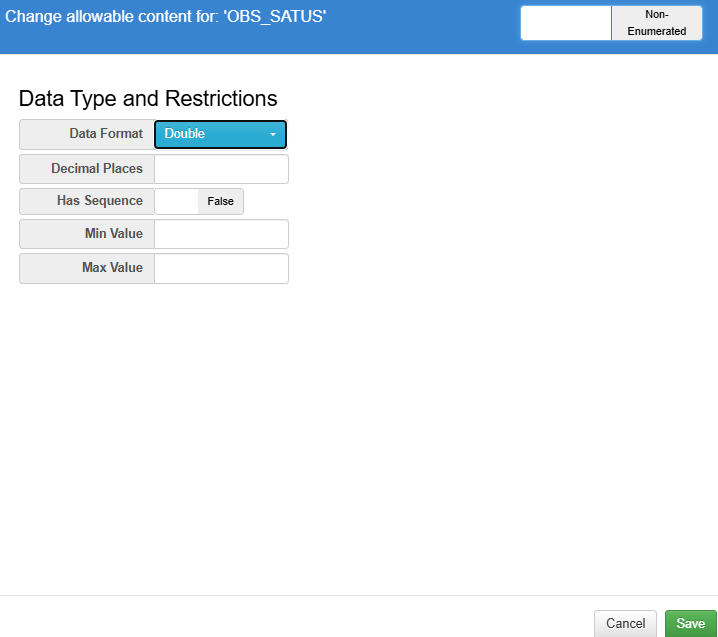 Change allowable content for: 'OBS_SATUS'
Non-
Enumerated
Data Type and Restrictions
Data Format Double
Decimal Places
Has Sequence False
Min Value
Max Value
Cancel Save